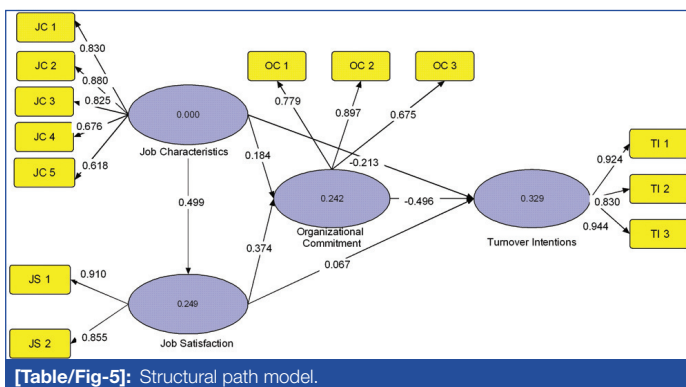 JC 1
0.830
JC 2
0.880
JC 3
0.825
JC 4
0.676
JC 5
0.618
0.000
Job Characteristics
OC 1
OC 2
OC 3
0.779
0.897
0.675
0.184
-0.213
0.499
0.242
Organizational
Commitment
-0.496
0.374
0.067
0.329
Turnover Intentions
0.924
TI 1
0.830
TI 2
0.944
TI 3
JS 1
0.910
JS 2
0.855
0.249
Job Satisfaction
[Table/Fig-5]: Structural path model.